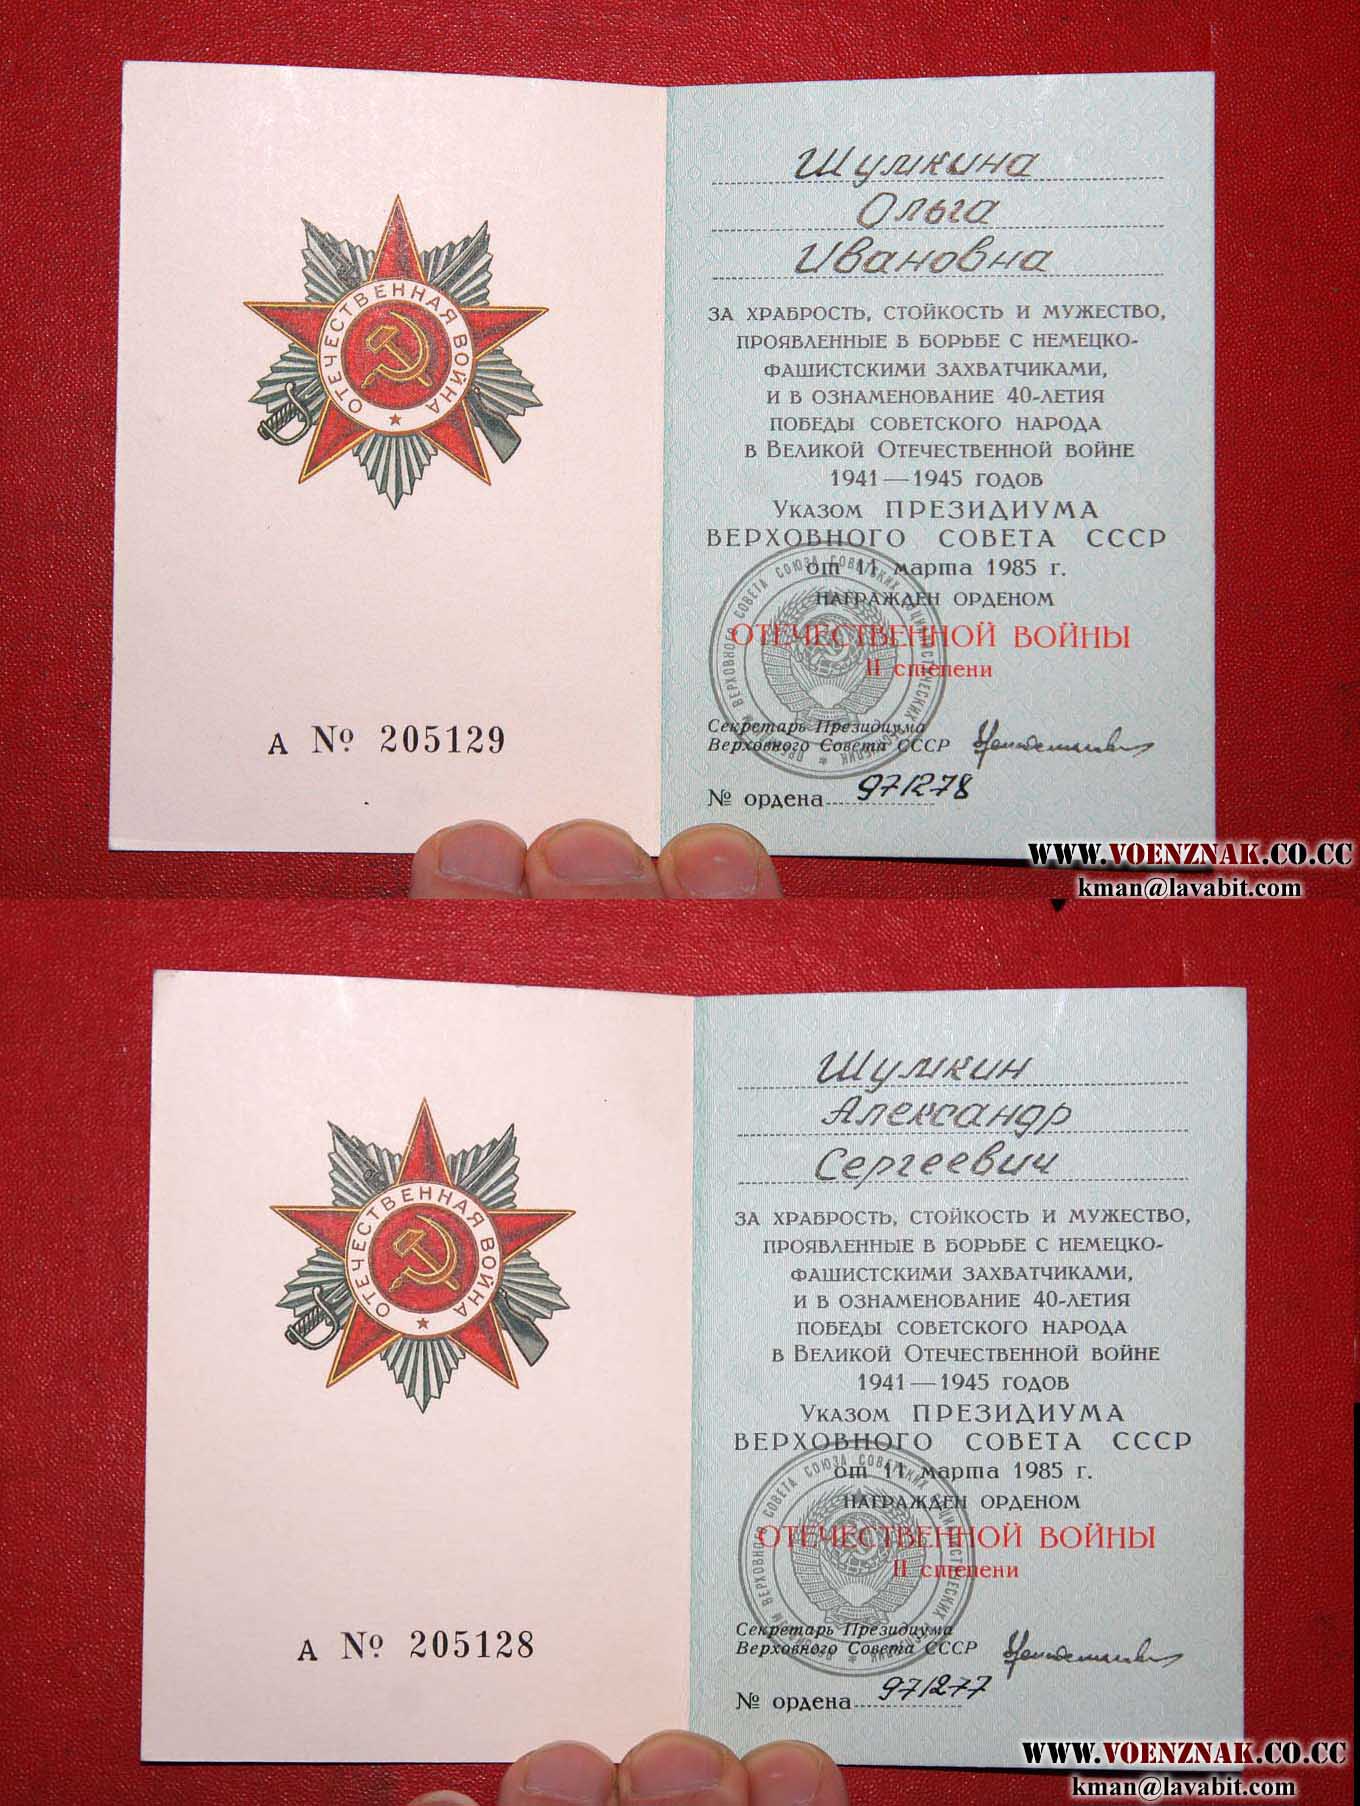 ОТЕЧЕСТВЕННАЯ ВОЙНА
А № 205129
Шумкина
Ольга
Ивановна
ЗА ХРАБРОСТЬ, СТОЙКОСТЬ И МУЖЕСТВО,
ПРОЯВЛЕННЫЕ В БОРЬБЕ С НЕМЕЦКО-
ФАШИСТСКИМИ ЗАХВАТЧИКАМИ,
И В ОЗНАМЕНОВАНИЕ 40-ЛЕТИЯ
ПОБЕДЫ СОВЕТСКОГО НАРОДА
В ВЕЛИКОЙ ОТЕЧЕСТВЕННОЙ ВОЙНЕ
1941—1945 ГОДОВ
УКАЗОМ ПРЕЗИДИУМА
ВЕРХОВНОГО СОВЕТА СССР
от 11 марта 1985 г.
НАГРАЖДЕН ОРДЕНОМ
ОТЕЧЕСТВЕННОЙ ВОЙНЫ
II степени
Секретарь Президиума
Верховного Совета СССР
№ ордена 971278
WWW.VOENZNAK.CO.CC
kman@lavabit.com
ОТЕЧЕСТВЕННАЯ ВОЙНА
А № 205128
Шумкин
Александр
Сергеевич
ЗА ХРАБРОСТЬ, СТОЙКОСТЬ И МУЖЕСТВО,
ПРОЯВЛЕННЫЕ В БОРЬБЕ С НЕМЕЦКО-
ФАШИСТСКИМИ ЗАХВАТЧИКАМИ,
И В ОЗНАМЕНОВАНИЕ 40-ЛЕТИЯ
ПОБЕДЫ СОВЕТСКОГО НАРОДА
В ВЕЛИКОЙ ОТЕЧЕСТВЕННОЙ ВОЙНЕ
1941—1945 ГОДОВ
УКАЗОМ ПРЕЗИДИУМА
ВЕРХОВНОГО СОВЕТА СССР
от 11 марта 1985 г.
НАГРАЖДЕН ОРДЕНОМ
ОТЕЧЕСТВЕННОЙ ВОЙНЫ
II степени
Секретарь Президиума
Верховного Совета СССР
№ ордена 971277
WWW.VOENZNAK.CO.CC
kman@lavabit.com